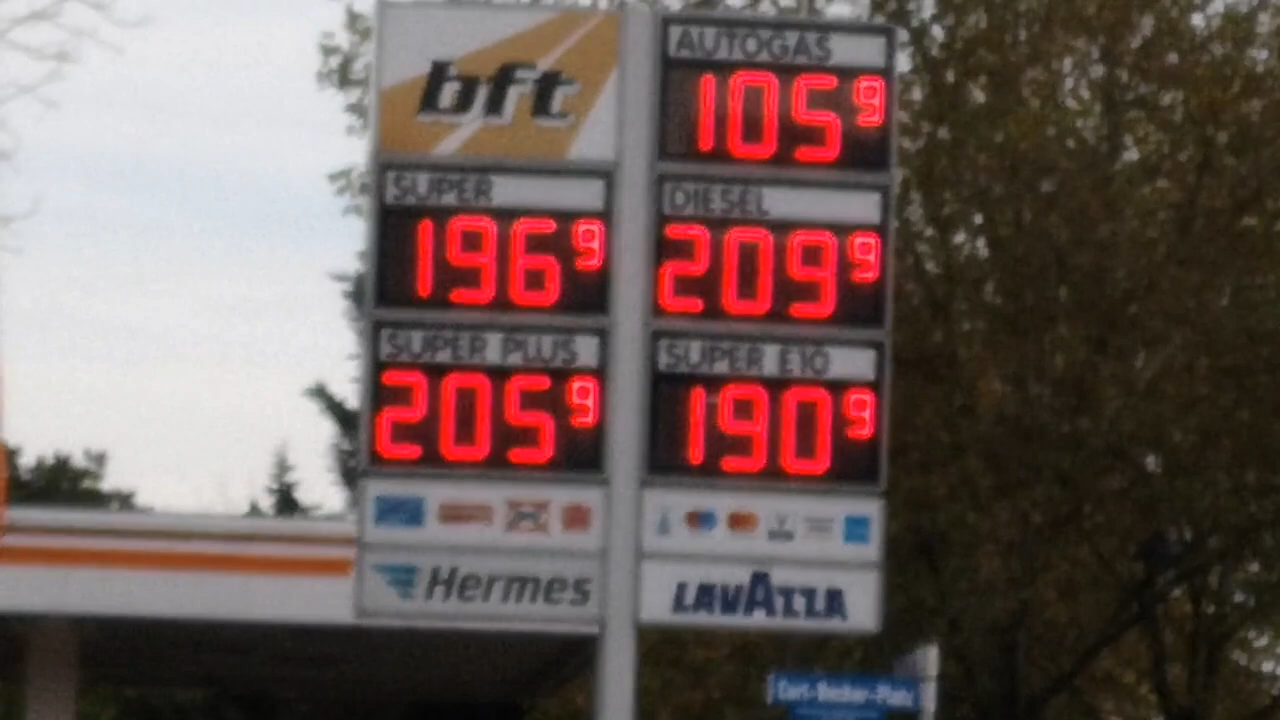 bft
AUTOGAS
105⁹
SUPER
196⁹
DIESEL
209⁹
SUPER PLUS
205⁹
SUPER E10
190⁹
Hermes
LAVAZZA